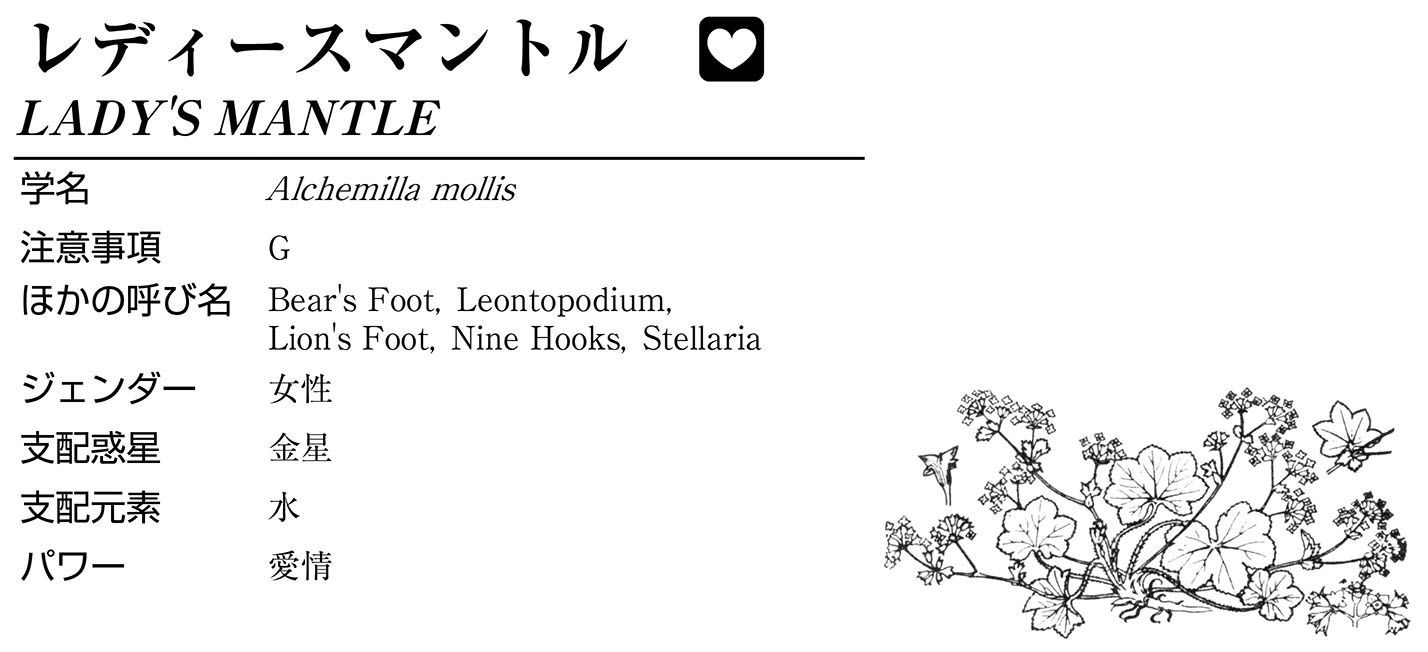 レディースマントル
LADY'S MANTLE
学名 Alchemilla mollis
注意事項 G
ほかの呼び名 Bear's Foot, Leontopodium,
Lion's Foot, Nine Hooks, Stellaria
ジェンダー 女性
支配惑星 金星
支配元素 水
パワー 愛情